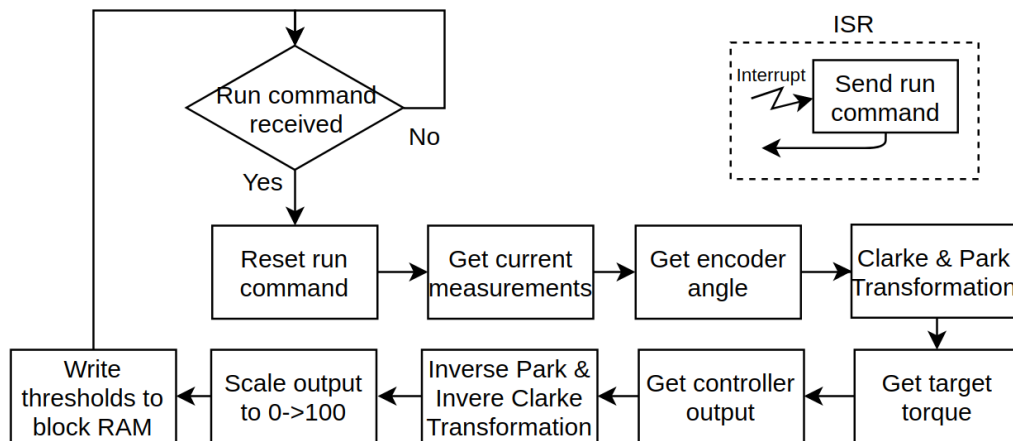 ISR
Interrupt
Send run
command
Run command
received
No
Yes
Reset run
command
Get current
measurements
Get encoder
angle
Clarke & Park
Transformation
Write
thresholds to
block RAM
Scale output
to 0->100
Inverse Park &
Invere Clarke
Transformation
Get controller
output
Get target
torque